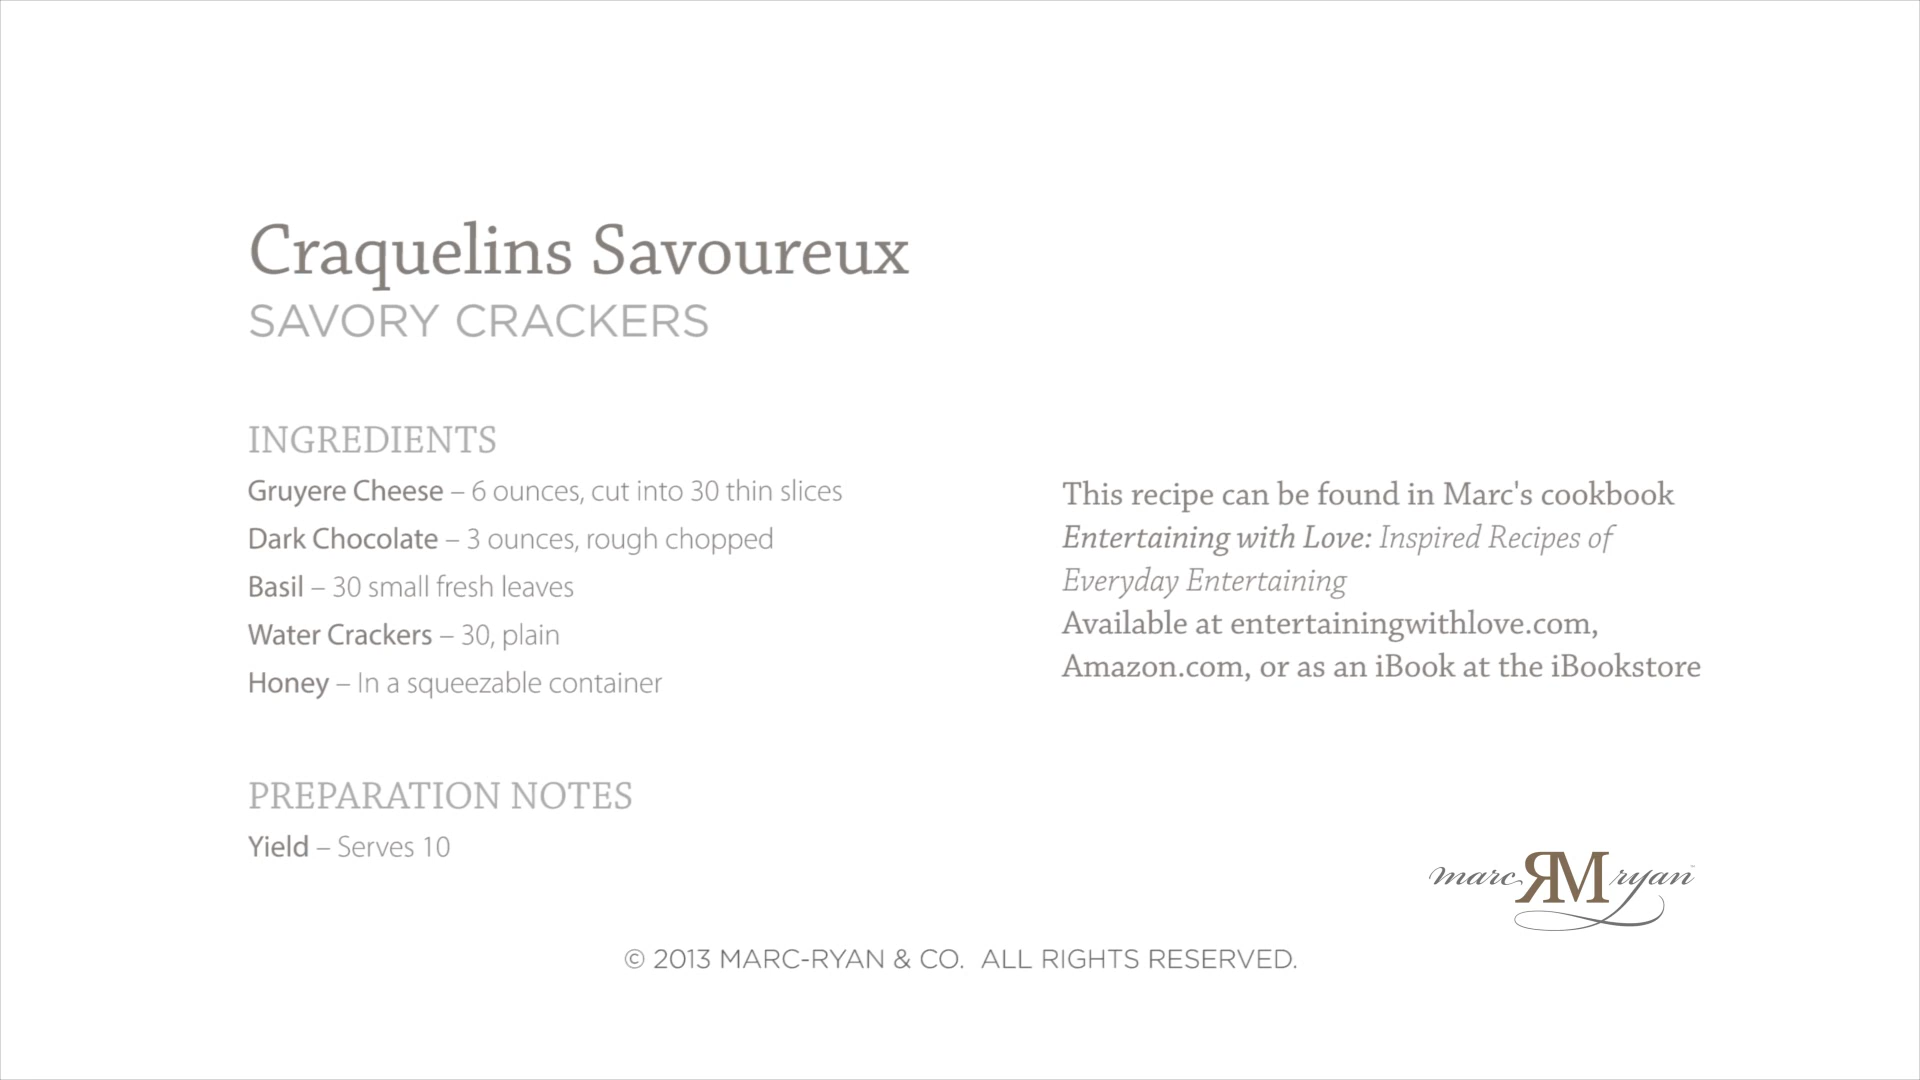 Craquelins Savoureux
SAVORY CRACKERS
INGREDIENTS
Gruyere Cheese – 6 ounces, cut into 30 thin slices
Dark Chocolate – 3 ounces, rough chopped
Basil – 30 small fresh leaves
Water Crackers – 30, plain
Honey – In a squeezable container
PREPARATION NOTES
Yield – Serves 10
This recipe can be found in Marc's cookbook
Entertaining with Love: Inspired Recipes of
Everyday Entertaining
Available at entertainingwithlove.com,
Amazon.com, or as an iBook at the iBookstore
marc RM ryan™
© 2013 MARC-RYAN & CO. ALL RIGHTS RESERVED.